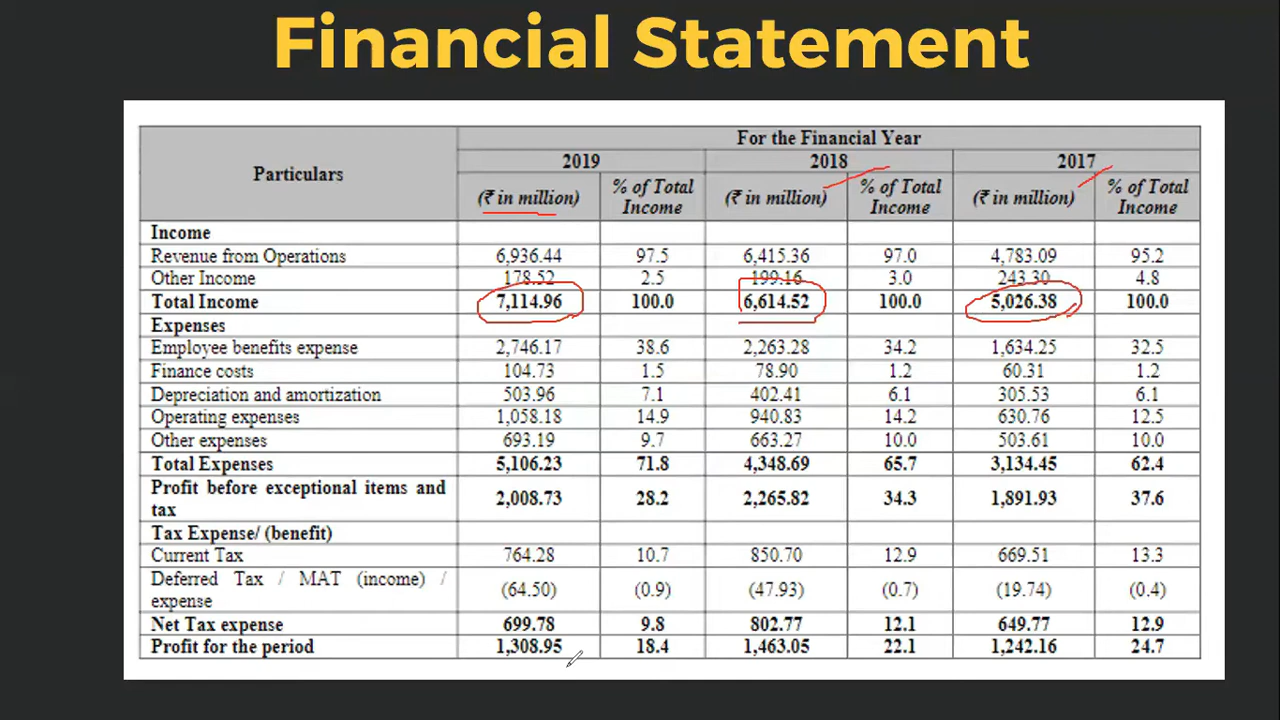 Financial Statement
Particulars For the Financial Year
2019 2018 2017
(₹ in million) % of Total Income (₹ in million) % of Total Income (₹ in million) % of Total Income
Income
Revenue from Operations 6,936.44 97.5 6,415.36 97.0 4,783.09 95.2
Other Income 178.52 2.5 199.16 3.0 243.30 4.8
Total Income 7,114.96 100.0 6,614.52 100.0 5,026.38 100.0
Expenses
Employee benefits expense 2,746.17 38.6 2,263.28 34.2 1,634.25 32.5
Finance costs 104.73 1.5 78.90 1.2 60.31 1.2
Depreciation and amortization 503.96 7.1 402.41 6.1 305.53 6.1
Operating expenses 1,058.18 14.9 940.83 14.2 630.76 12.5
Other expenses 693.19 9.7 663.27 10.0 503.61 10.0
Total Expenses 5,106.23 71.8 4,348.69 65.7 3,134.45 62.4
Profit before exceptional items and
tax 2,008.73 28.2 2,265.82 34.3 1,891.93 37.6
Tax Expense/ (benefit)
Current Tax 764.28 10.7 850.70 12.9 669.51 13.3
Deferred Tax / MAT (income) /
expense (64.50) (0.9) (47.93) (0.7) (19.74) (0.4)
Net Tax expense 699.78 9.8 802.77 12.1 649.77 12.9
Profit for the period 1,308.95 18.4 1,463.05 22.1 1,242.16 24.7